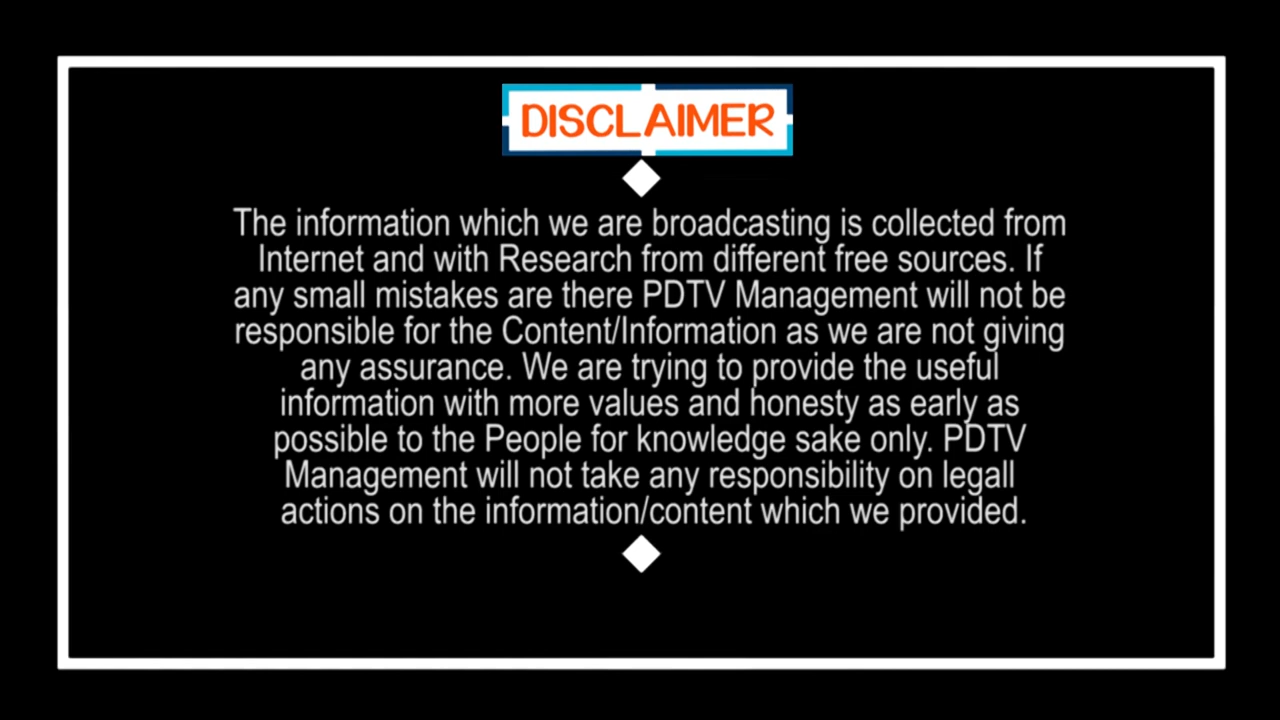 DISCLAIMER
The information which we are broadcasting is collected from
Internet and with Research from different free sources. If
any small mistakes are there PDTV Management will not be
responsible for the Content/Information as we are not giving
any assurance. We are trying to provide the useful
information with more values and honesty as early as
possible to the People for knowledge sake only. PDTV
Management will not take any responsibility on legall
actions on the information/content which we provided.